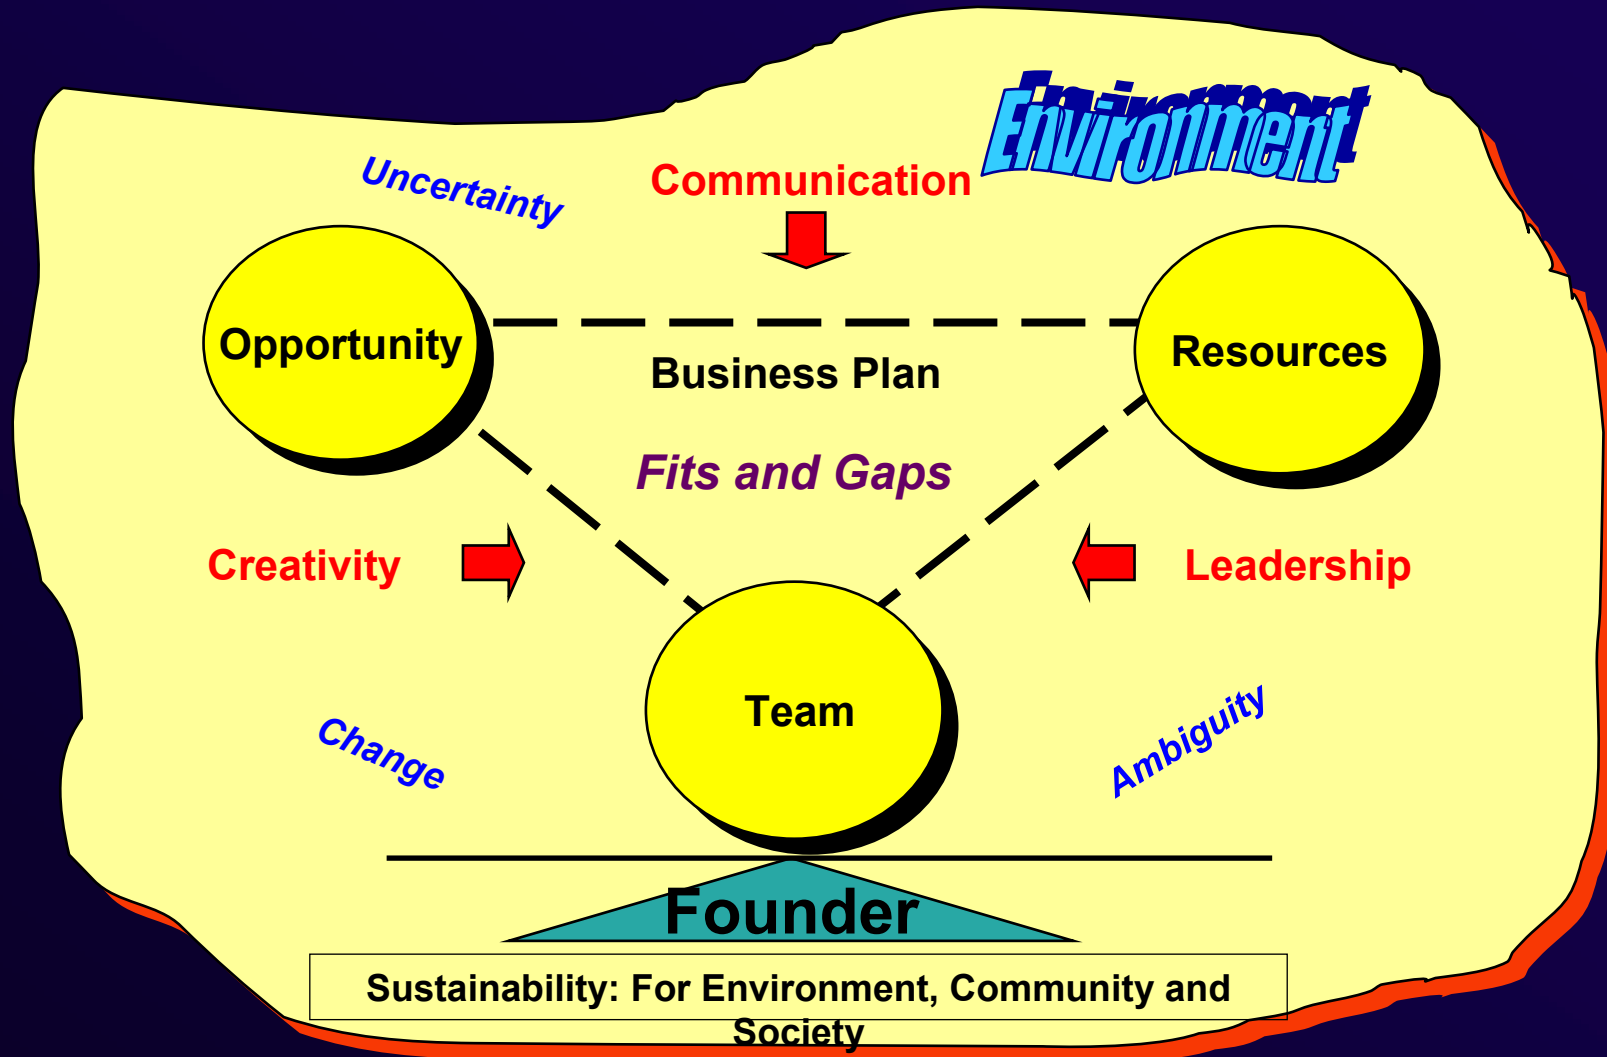 Environment
Uncertainty
Communication
Opportunity
Resources
Business Plan
Fits and Gaps
Creativity
Leadership
Team
Change
Ambiguity
Founder
Sustainability: For Environment, Community and
Society